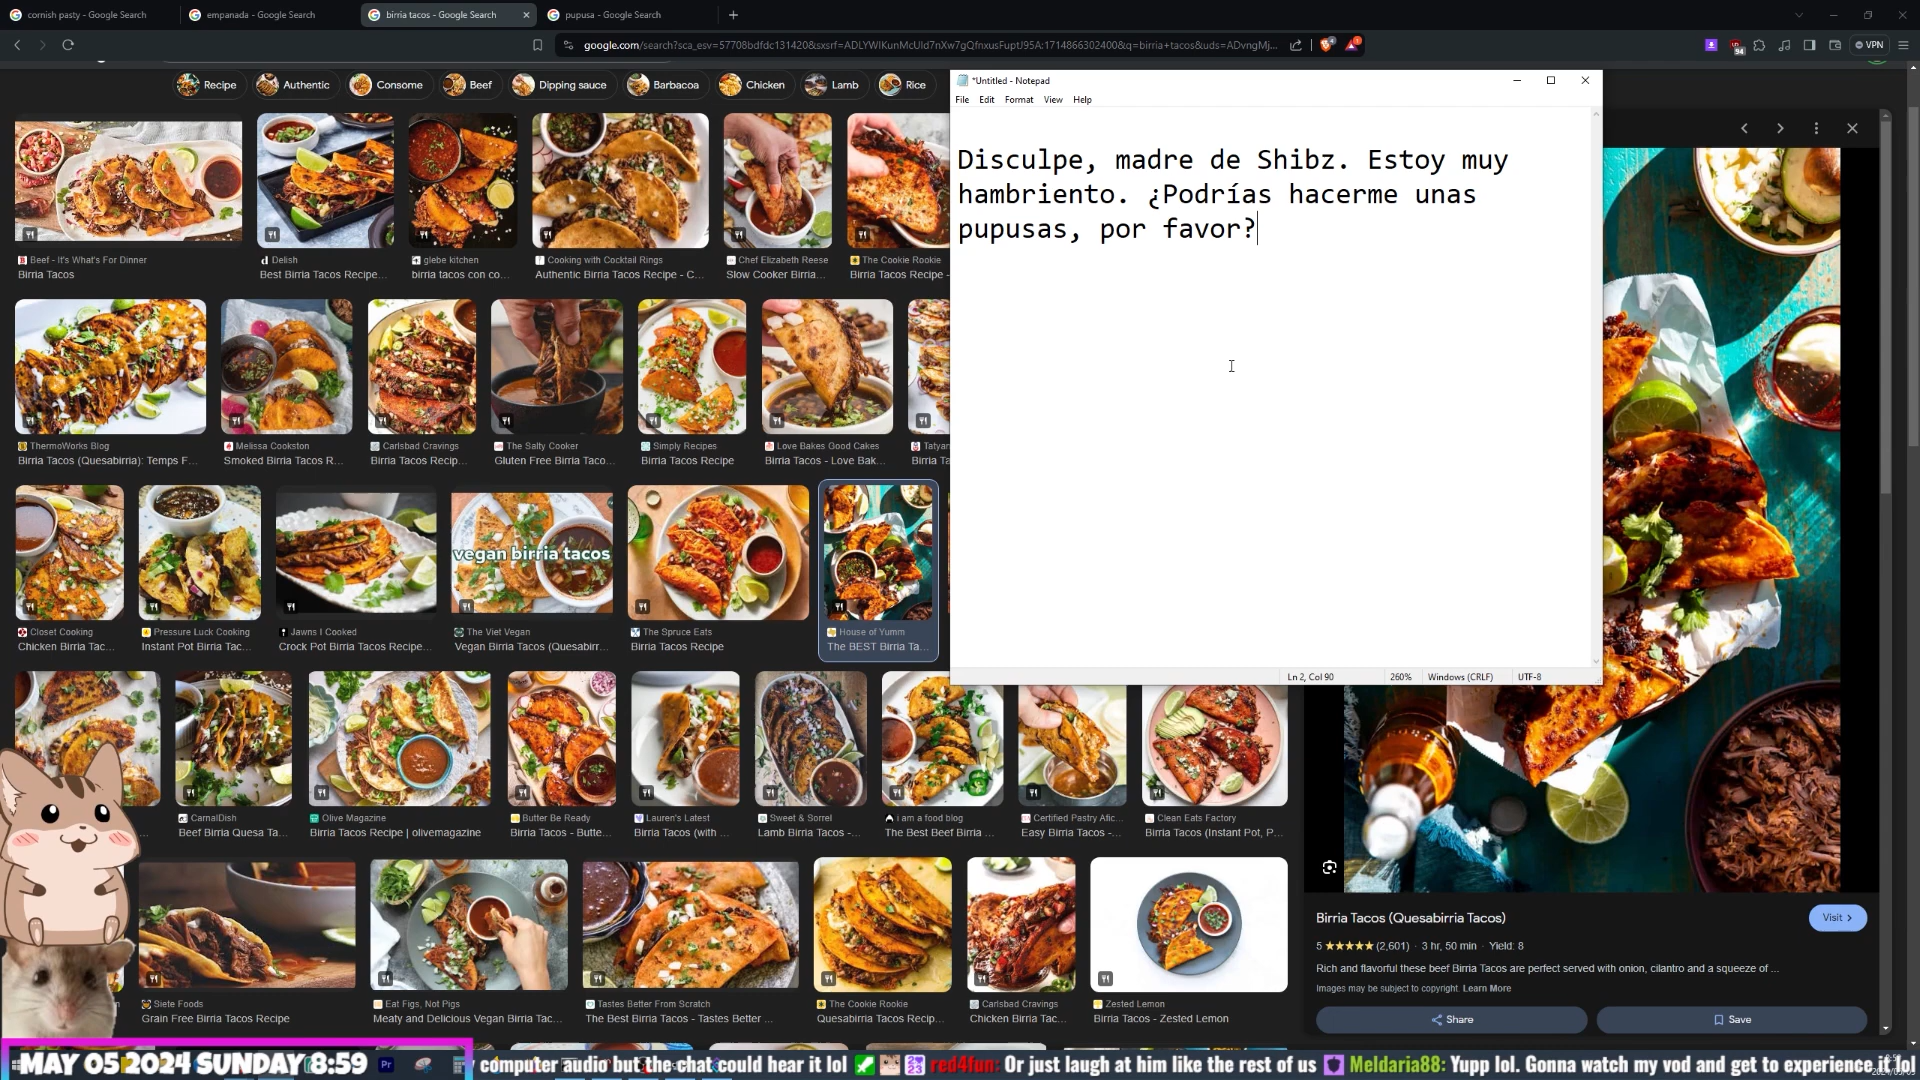 cornish pasty - Google Search
empanada - Google Search
birria tacos - Google Search
pupusa - Google Search
google.com/search?sca_esv=57708bdfdc131420&sxsrf=ADLYWIKunMcUld7nXw7gQfnxusFuptJ95A:1714866302400&q=birria+tacos&uds=ADvngMj...
VPN
Recipe
Authentic
Consome
Beef
Dipping sauce
Barbacoa
Chicken
Lamb
Rice
*Untitled - Notepad
File Edit Format View Help
Disculpe, madre de Shibz. Estoy muy
hambriento. ¿Podrías hacerme unas
pupusas, por favor?
Ln 2, Col 90
260%
Windows (CRLF)
UTF-8
Beef - It's What's For Dinner
Birria Tacos
Delish
Best Birria Tacos Recipe...
glebe kitchen
birria tacos con co...
Cooking with Cocktail Rings
Authentic Birria Tacos Recipe - C...
Chef Elizabeth Reese
Slow Cooker Birria...
The Cookie Rookie
Birria Tacos Recipe -
ThermoWorks Blog
Birria Tacos (Quesabirria): Temps F...
Melissa Cookston
Smoked Birria Tacos R...
Carlsbad Cravings
Birria Tacos Recip...
The Salty Cooker
Gluten Free Birria Taco...
Simply Recipes
Birria Tacos Recipe
Love Bakes Good Cakes
Birria Tacos - Love Bak...
Tatyan
Birria Ta
vegan birria tacos
Closet Cooking
Chicken Birria Tac...
Pressure Luck Cooking
Instant Pot Birria Tac...
Jawns I Cooked
Crock Pot Birria Tacos Recipe...
The Viet Vegan
Vegan Birria Tacos (Quesabirr...
The Spruce Eats
Birria Tacos Recipe
House of Yumm
The BEST Birria Ta...
CarnalDish
Beef Birria Quesa Ta...
Olive Magazine
Birria Tacos Recipe | olivemagazine
Butter Be Ready
Birria Tacos - Butte...
Lauren's Latest
Birria Tacos (with ...
Sweet & Sorrel
Lamb Birria Tacos -...
i am a food blog
The Best Beef Birria ...
Certified Pastry Afic...
Easy Birria Tacos -...
Clean Eats Factory
Birria Tacos (Instant Pot, P...
Siete Foods
Grain Free Birria Tacos Recipe
Eat Figs, Not Pigs
Meaty and Delicious Vegan Birria Tac...
Tastes Better From Scratch
The Best Birria Tacos - Tastes Better ...
The Cookie Rookie
Quesabirria Tacos Recip...
Carlsbad Cravings
Chicken Birria Tac...
Zested Lemon
Birria Tacos - Zested Lemon
Birria Tacos (Quesabirria Tacos)
Visit
5 ★★★★★ (2,601) · 3 hr, 50 min · Yield: 8
Rich and flavorful these beef Birria Tacos are perfect served with onion, cilantro and a squeeze of ...
Images may be subject to copyright. Learn More
Share
Save
MAY 05 2024 SUNDAY 8:59
computer audio but the chat could hear it lol red4fun: Or just laugh at him like the rest of us Meldaria88: Yupp lol. Gonna watch my vod and get to experience it lol